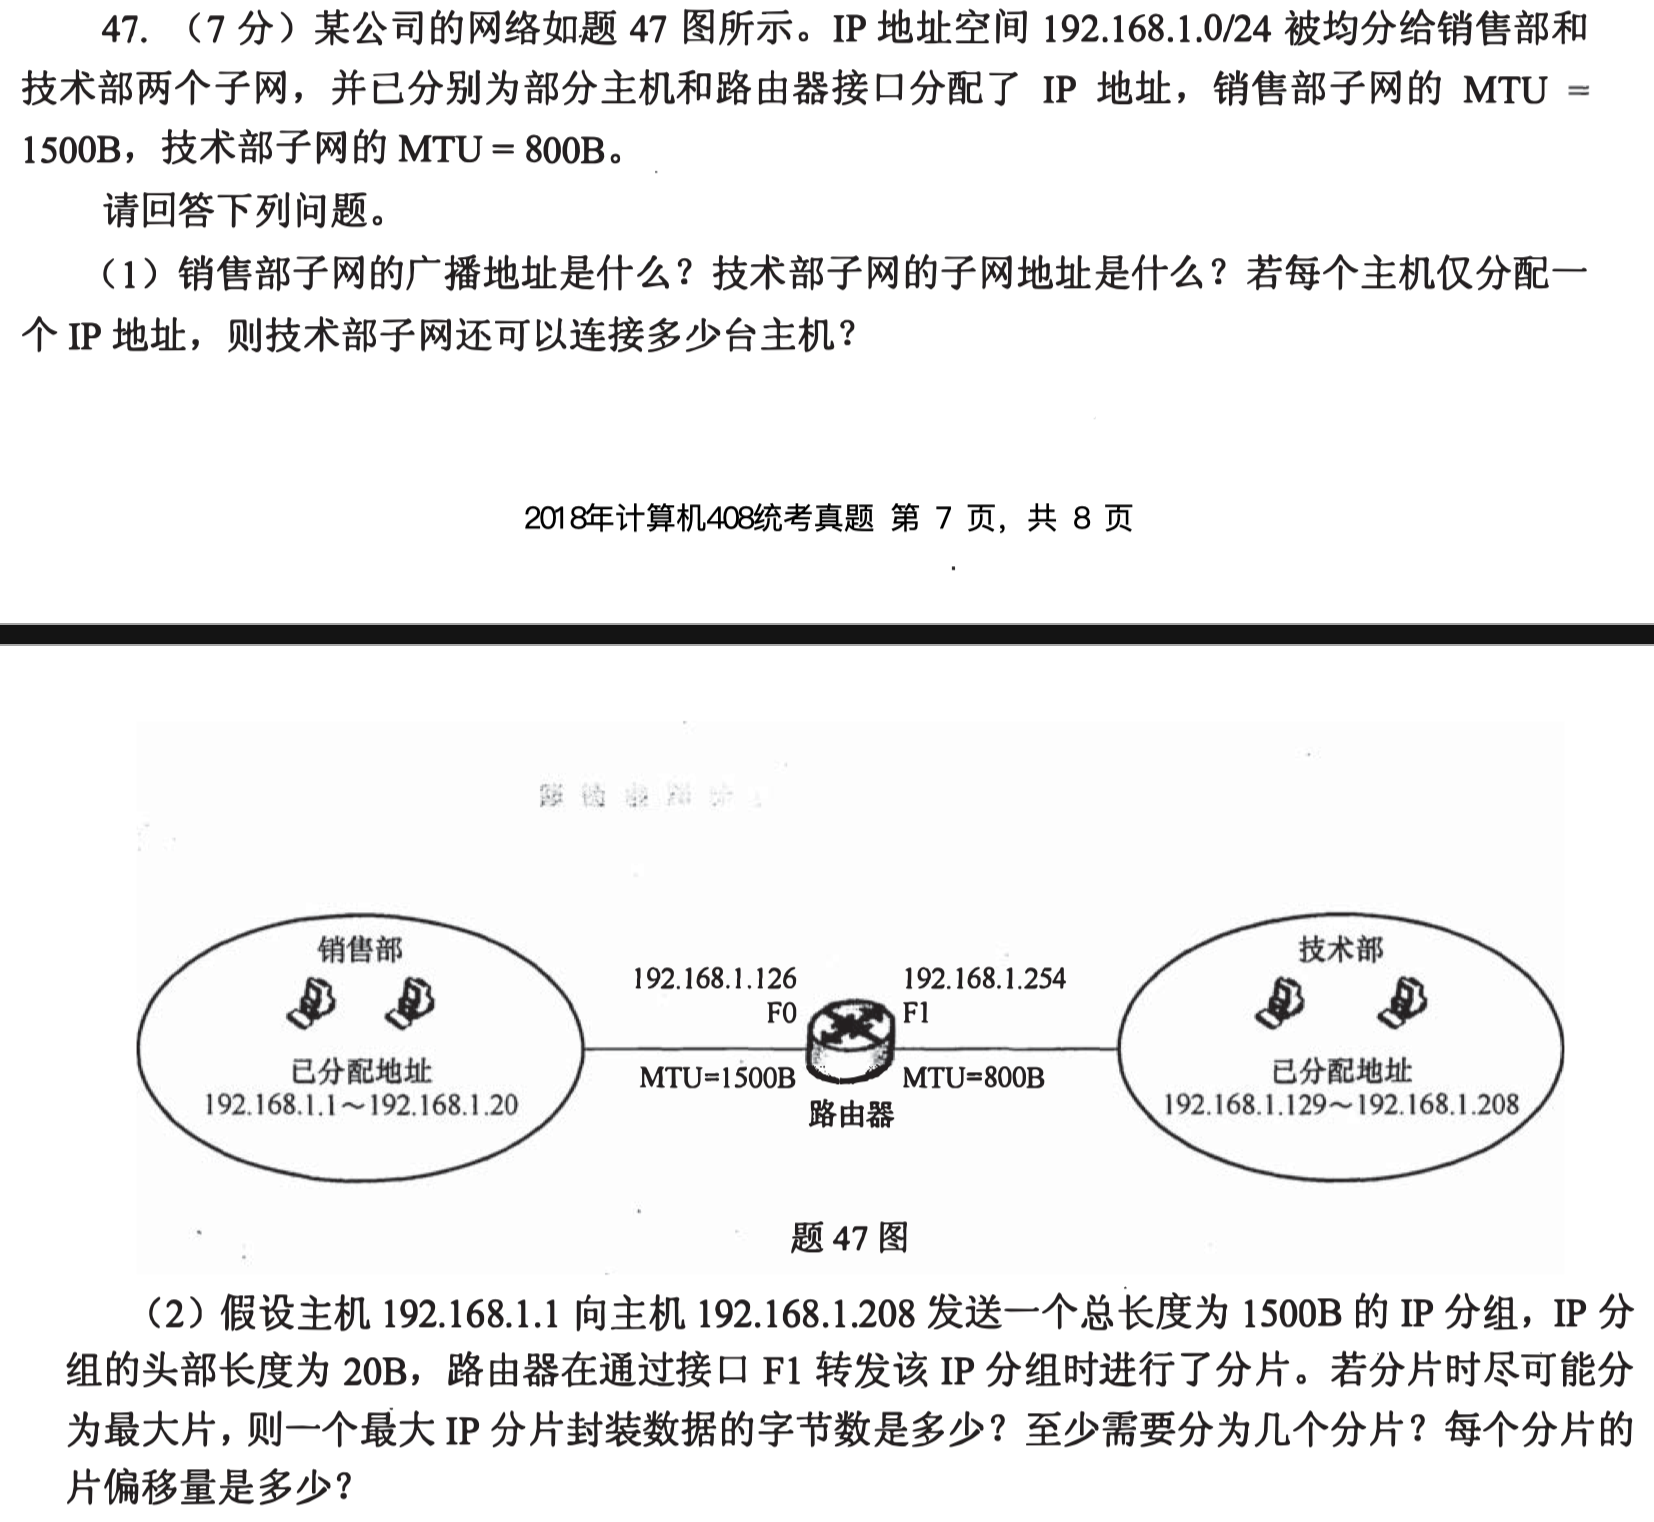 47. （7 分）某公司的网络如题 47 图所示。IP 地址空间 192.168.1.0/24 被均分给销售部和
技术部两个子网，并已分别为部分主机和路由器接口分配了 IP 地址，销售部子网的 MTU =
1500B，技术部子网的 MTU = 800B。
请回答下列问题。
（1）销售部子网的广播地址是什么？技术部子网的子网地址是什么？若每个主机仅分配一
个 IP 地址，则技术部子网还可以连接多少台主机？
2018年计算机408统考真题 第 7 页，共 8 页
销售部
技术部
192.168.1.126
192.168.1.254
F0
F1
已分配地址
192.168.1.1～192.168.1.20
MTU=1500B
MTU=800B
路由器
已分配地址
192.168.1.129～192.168.1.208
题 47 图
（2）假设主机 192.168.1.1 向主机 192.168.1.208 发送一个总长度为 1500B 的 IP 分组，IP 分
组的头部长度为 20B，路由器在通过接口 F1 转发该 IP 分组时进行了分片。若分片时尽可能分
为最大片，则一个最大 IP 分片封装数据的字节数是多少？至少需要分为几个分片？每个分片的
片偏移量是多少？